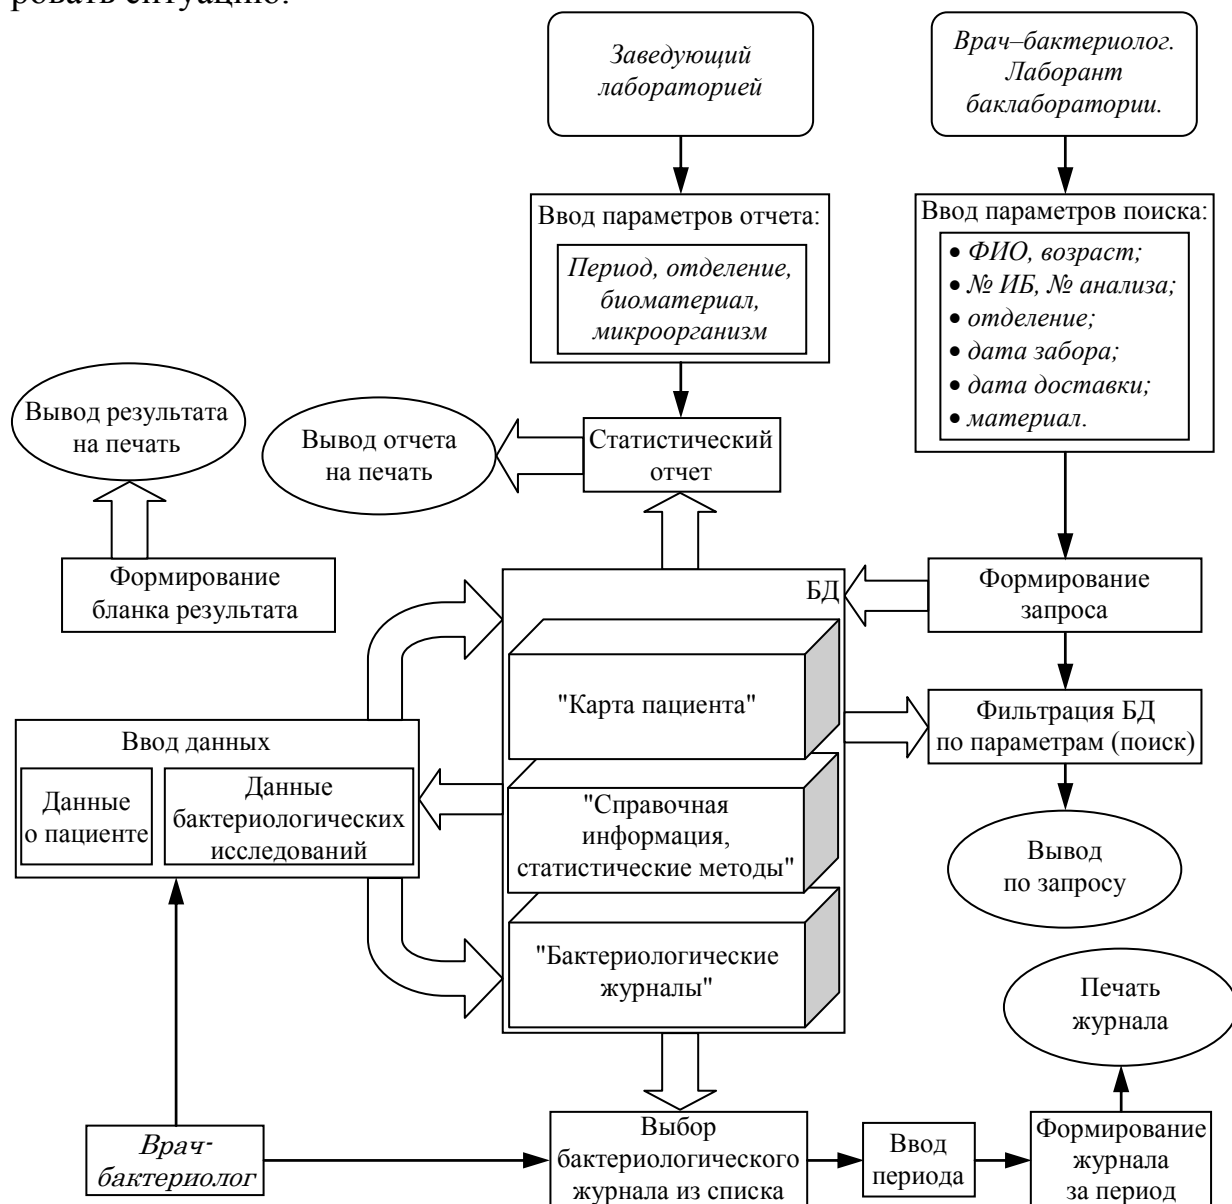 ровать ситуацию.
Заведующий
лабораторией
Врач–бактериолог.
Лаборант
баклаборатории.
Ввод параметров отчета:
Период, отделение,
биоматериал,
микроорганизм
Ввод параметров поиска:
• ФИО, возраст;
• № ИБ, № анализа;
• отделение;
• дата забора;
• дата доставки;
• материал.
Вывод результата
на печать
Вывод отчета
на печать
Статистический
отчет
Формирование
бланка результата
БД
Формирование
запроса
"Карта пациента"
Фильтрация БД
по параметрам (поиск)
Ввод данных
Данные
о пациенте
Данные
бактериологических
исследований
"Справочная
информация,
статистические методы"
Вывод
по запросу
"Бактериологические
журналы"
Печать
журнала
Врач-
бактериолог
Выбор
бактериологического
журнала из списка
Ввод
периода
Формирование
журнала
за период